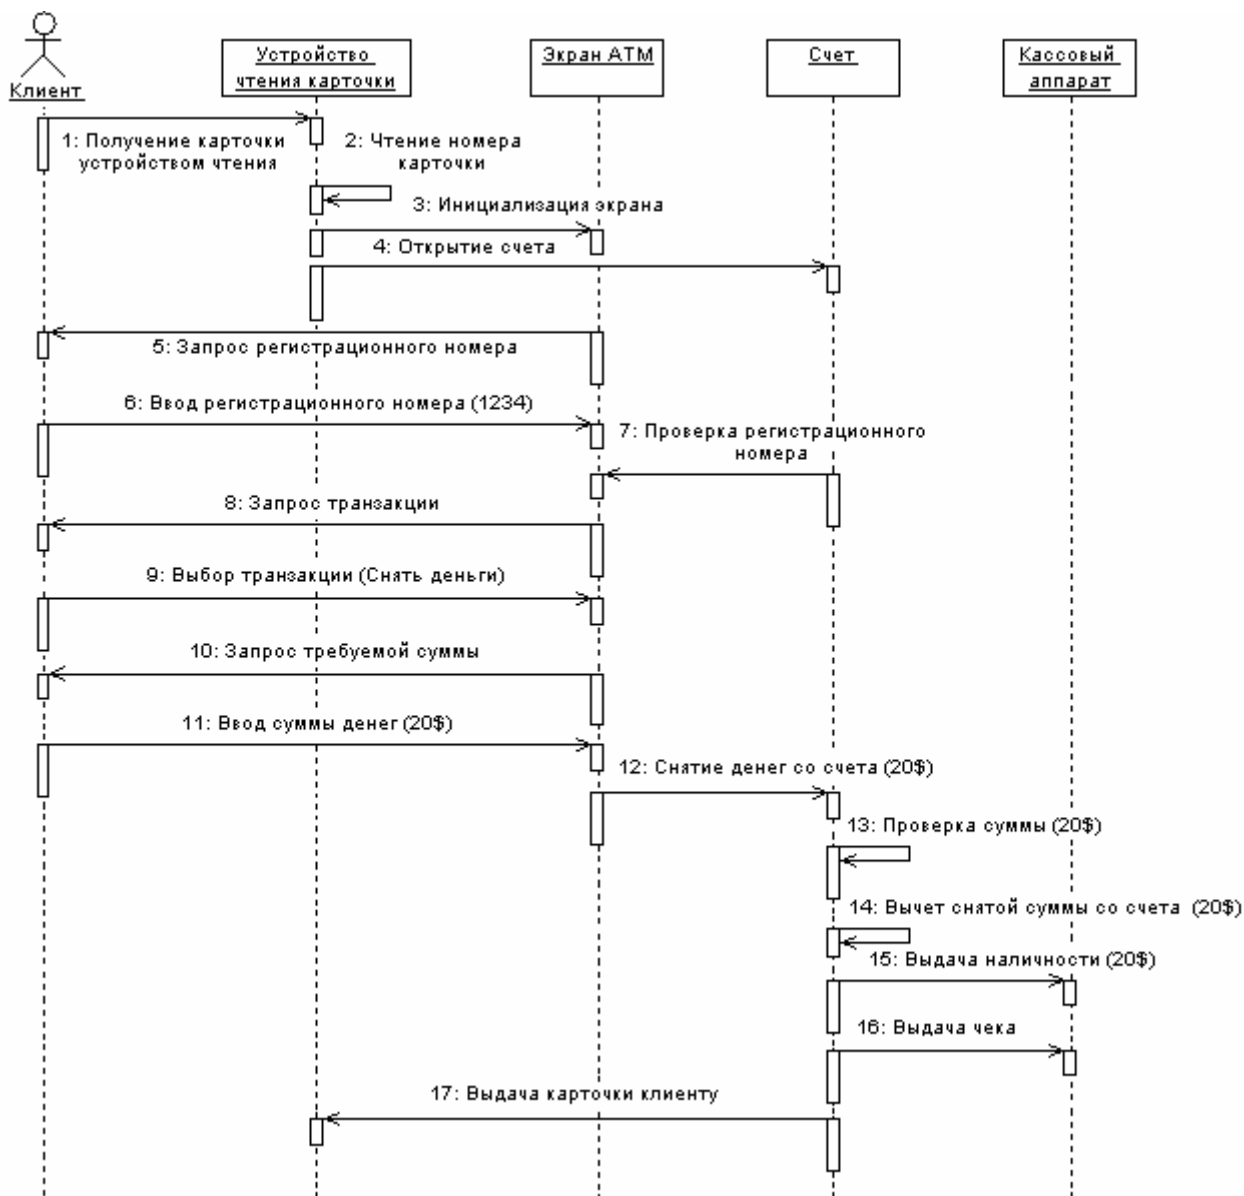 Клиент
Устройство
чтения карточки
Экран АТМ
Счет
Кассовый
аппарат
1: Получение карточки
устройством чтения
2: Чтение номера
карточки
3: Инициализация экрана
4: Открытие счета
5: Запрос регистрационного номера
6: Ввод регистрационного номера (1234)
7: Проверка регистрационного
номера
8: Запрос транзакции
9: Выбор транзакции (Снять деньги)
10: Запрос требуемой суммы
11: Ввод суммы денег (20$)
12: Снятие денег со счета (20$)
13: Проверка суммы (20$)
14: Вычет снятой суммы со счета (20$)
15: Выдача наличности (20$)
16: Выдача чека
17: Выдача карточки клиенту